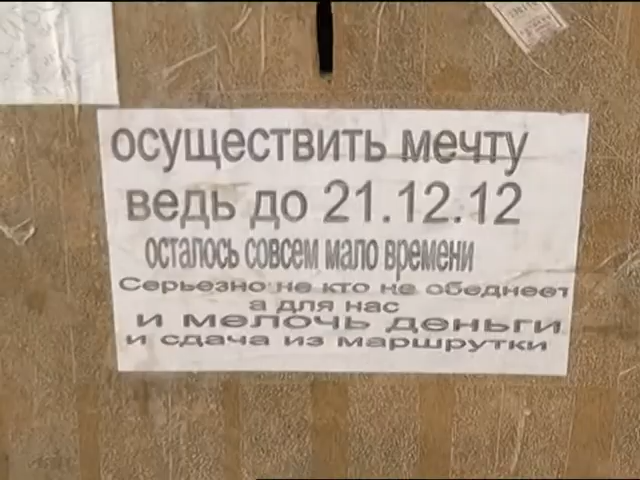 осуществить мечту
ведь до 21.12.12
осталось совсем мало времени
Серьезно не кто не обеднеет
а для нас
и мелочь деньги
и сдача из маршрутки